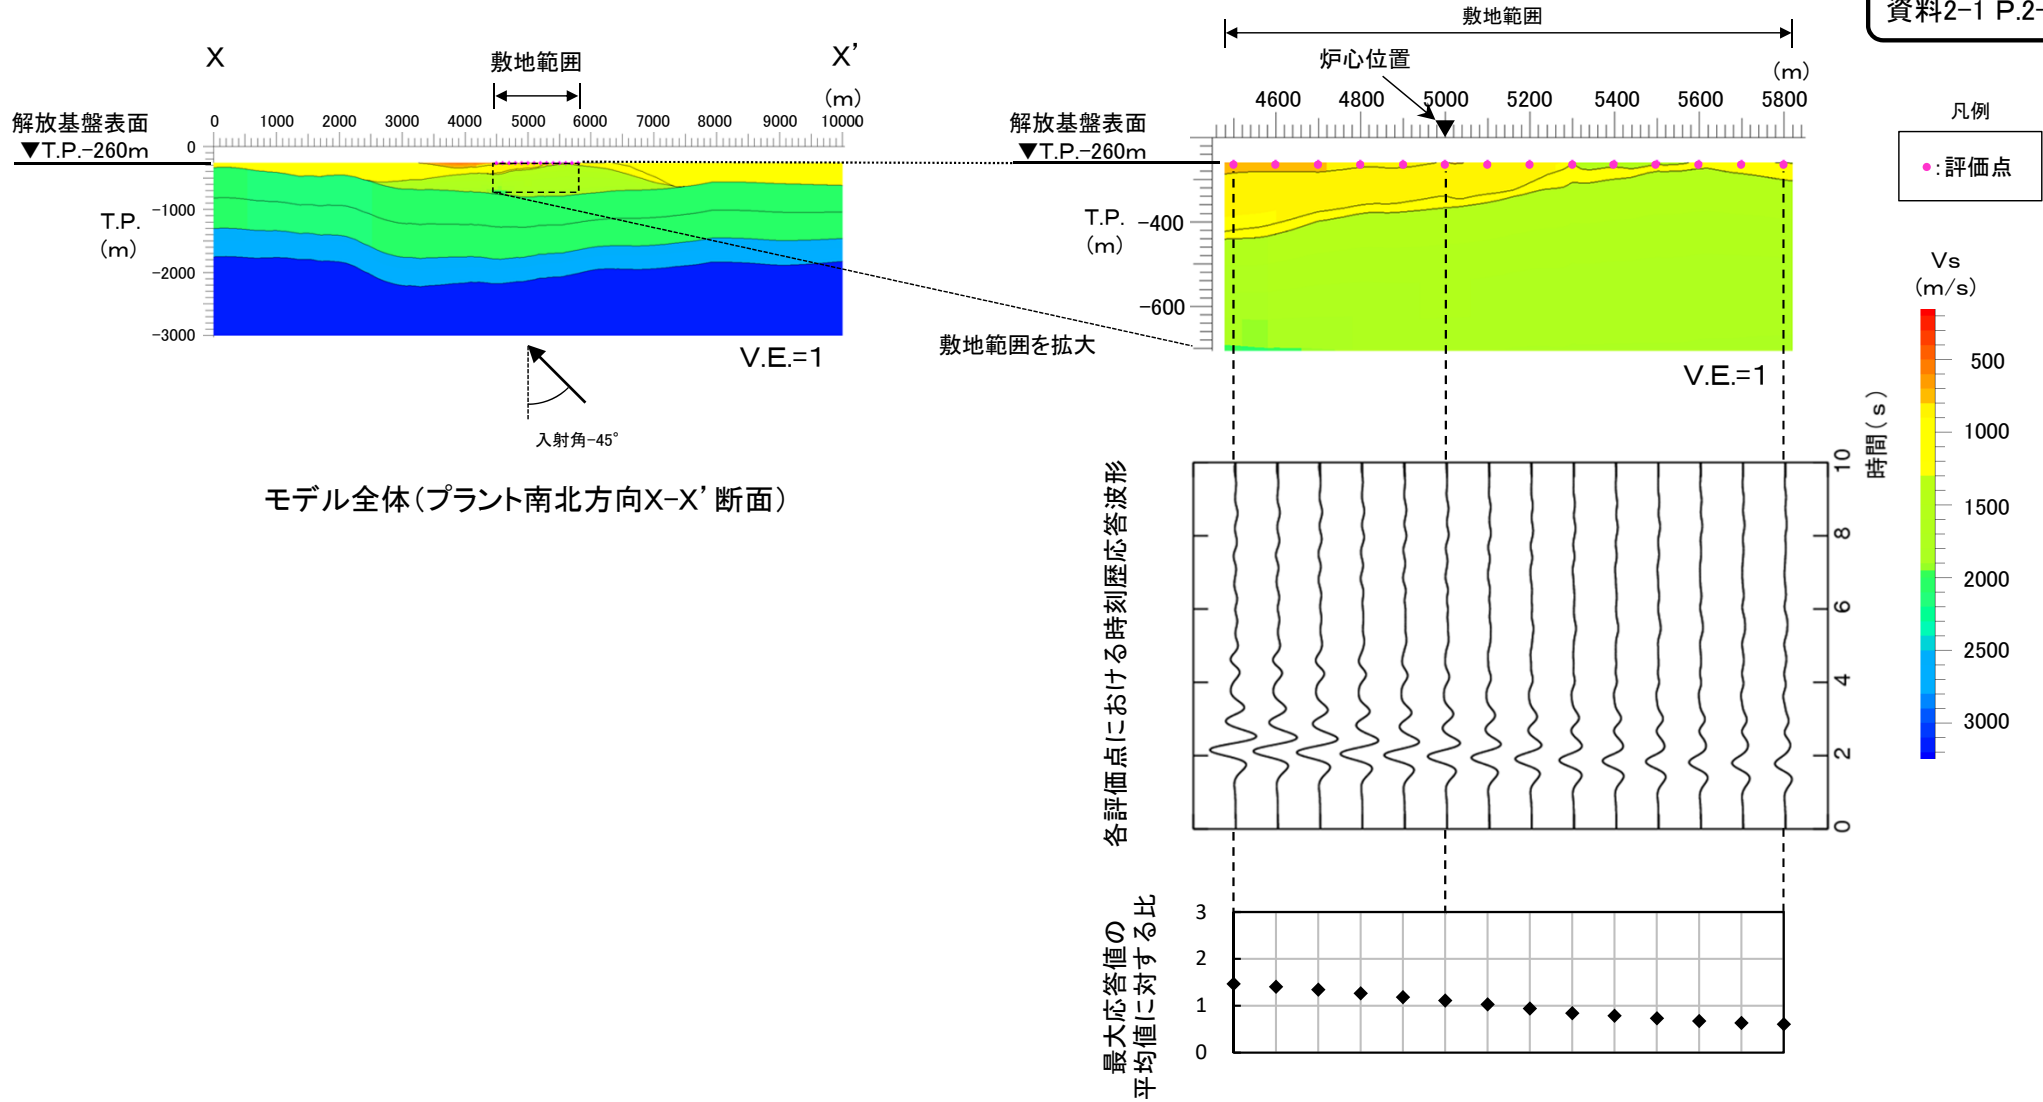 資料2-1 P.2-
X
敷地範囲
X’
(m)
解放基盤表面
▼T.P.-260m
0 1000 2000 3000 4000 5000 6000 7000 8000 9000 10000
0
-1000
-2000
-3000
T.P.
(m)
V.E.=1
入射角-45°
モデル全体(プラント南北方向X-X’断面)
敷地範囲
炉心位置
(m)
4600 4800 5000 5200 5400 5600 5800
解放基盤表面
▼T.P.-260m
T.P.
(m)
-400
-600
敷地範囲を拡大
V.E.=1
凡例
●:評価点
Vs
(m/s)
500
1000
1500
2000
2500
3000
各評価点における時刻歴応答波形
時間(s)
10
8
6
4
2
0
最大応答値の
平均値に対する比
3
2
1
0